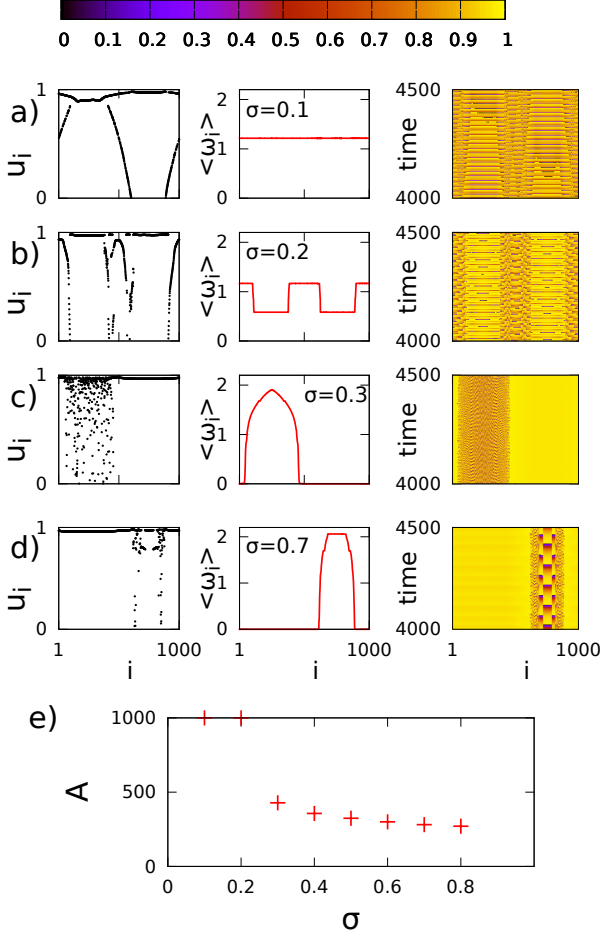 0 0.1 0.2 0.3 0.4 0.5 0.6 0.7 0.8 0.9 1
a) u_i 1 0 <ω_i> 2 1 0 σ=0.1 time 4500 4000
b) u_i 1 0 <ω_i> 2 1 0 σ=0.2 time 4500 4000
c) u_i 1 0 <ω_i> 2 1 0 σ=0.3 time 4500 4000
d) u_i 1 0 <ω_i> 2 1 0 σ=0.7 time 4500 4000
1 1000 1 1000 1 1000
i i i
e) A 1000 500 0
0 0.2 0.4 0.6 0.8
σ